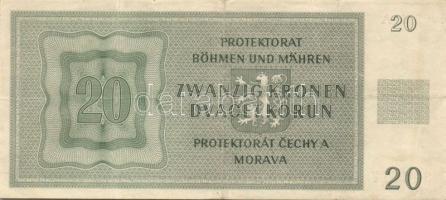 20
PROTEKTORAT
BÖHMEN UND MÄHREN
20
ZWANZIG KRONEN
DVACET KORUN
PROTEKTORÁT ČECHY A
MORAVA
20